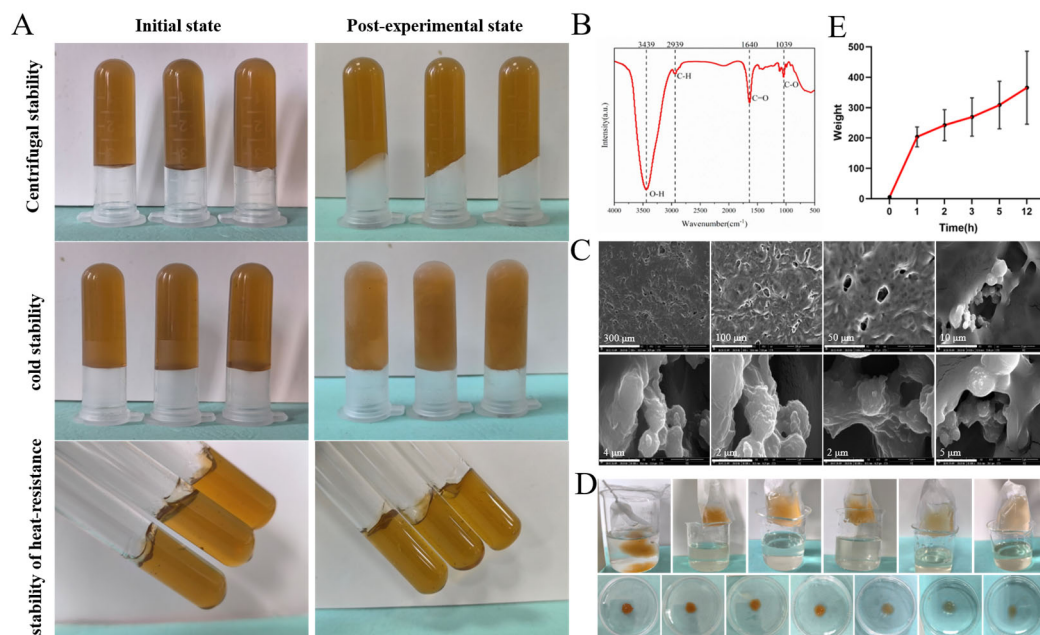 A
Initial state
Post-experimental state
Centrifugal stability
cold stability
stability of heat-resistance
B
3439 2939 1640 1039
C-H
C=O
C-O
O-H
Intensity(a.u.)
4000 3500 3000 2500 2000 1500 1000 500
Wavenumber(cm⁻¹)
E
500
400
300
200
100
0
Weight
0 1 2 3 5 12
Time(h)
C
300 μm
100 μm
50 μm
10 μm
4 μm
2 μm
2 μm
5 μm
D